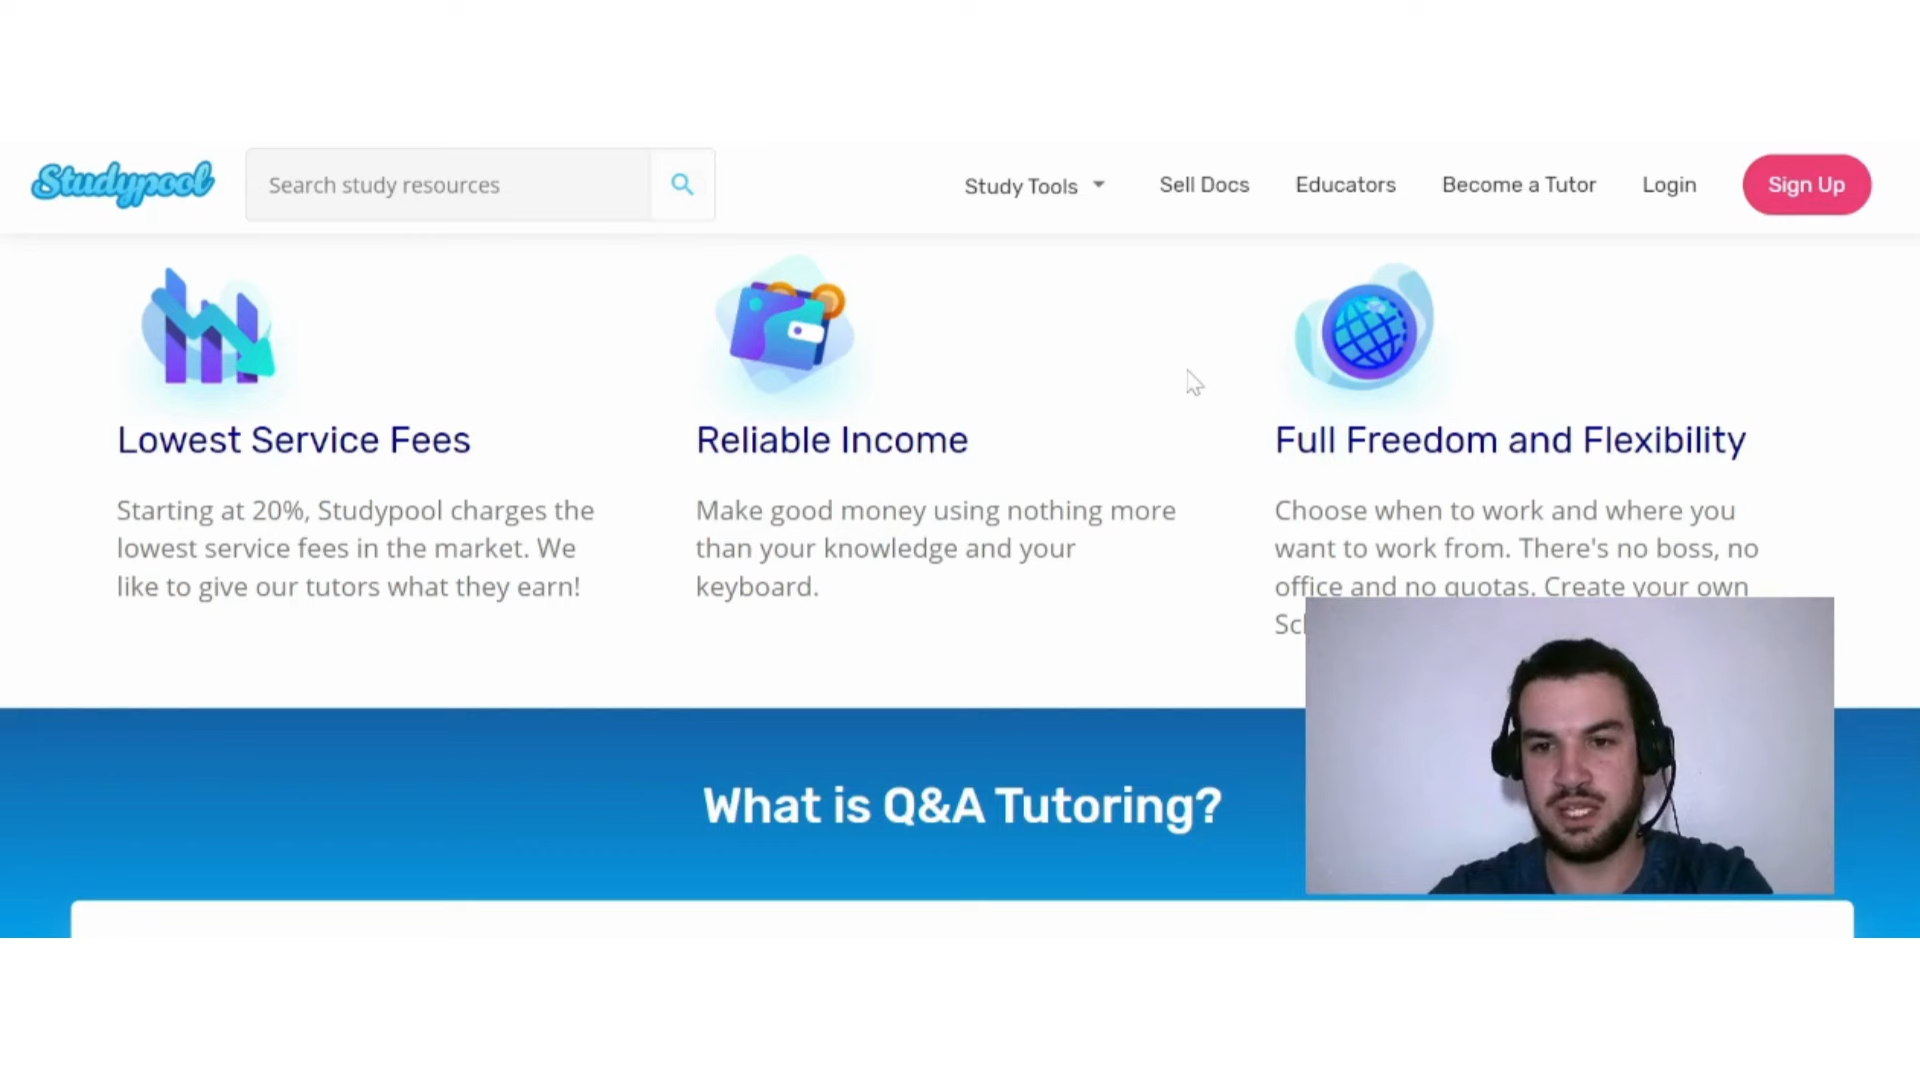 Studypool
Search study resources
Study Tools
Sell Docs
Educators
Become a Tutor
Login
Sign Up
Lowest Service Fees
Starting at 20%, Studypool charges the
lowest service fees in the market. We
like to give our tutors what they earn!
Reliable Income
Make good money using nothing more
than your knowledge and your
keyboard.
Full Freedom and Flexibility
Choose when to work and where you
want to work from. There's no boss, no
office and no quotas. Create your own
What is Q&A Tutoring?